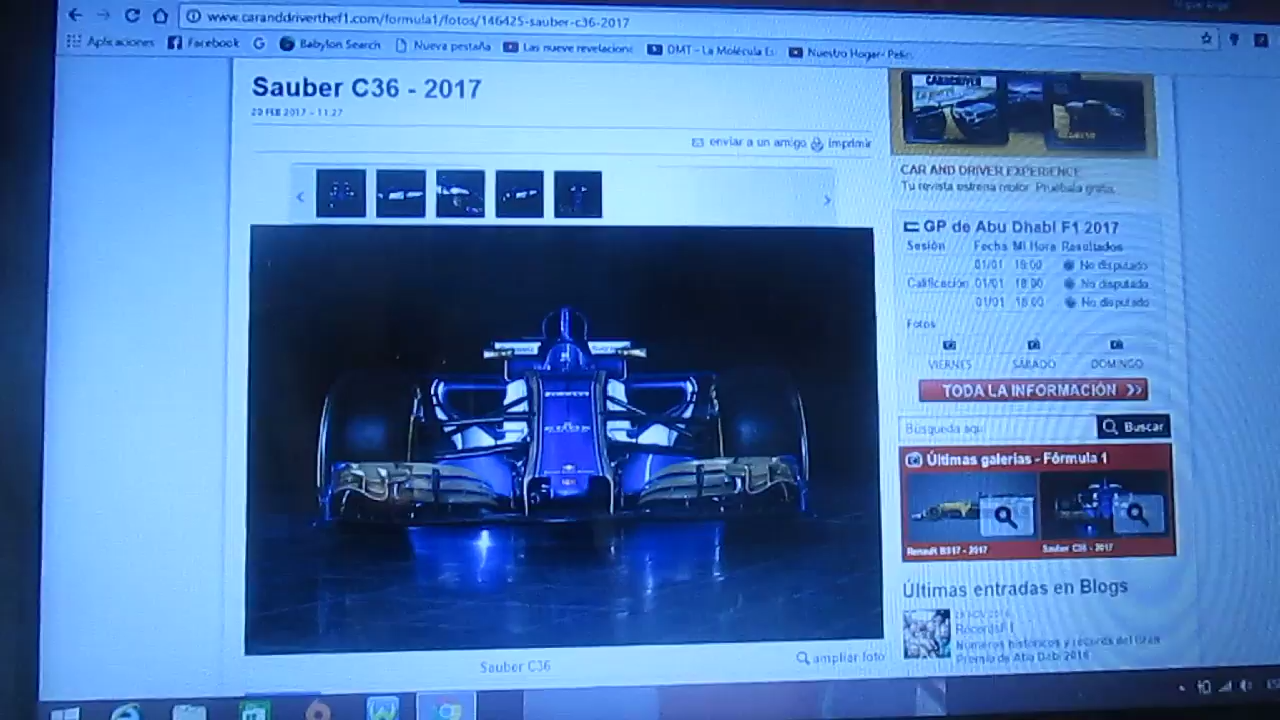 www.caranddriverthef1.com/formula1/fotos/146425-sauber-c36-2017
Aplicaciones Facebook Babylon Search Nueva pestaña Las nueve revelacione DMT - La Molécula Es Nuestro Hogar- Pelíc
Sauber C36 - 2017
20 FEB 2017 - 11:27
enviar a un amigo imprimir
CAR AND DRIVER EXPERIENCE
Tu revista estrena motor. Pruébala gratis.
GP de Abu Dhabi F1 2017
Sesión Fecha Mi Hora Resultados
01/01 18:00 No disputado
Calificación 01/01 18:00 No disputado
01/01 18:00 No disputado
Fotos
VIERNES SÁBADO DOMINGO
TODA LA INFORMACIÓN
Búsqueda aquí Buscar
Últimas galerías - Fórmula 1
Renault RS17 - 2017 Sauber C36 - 2017
Últimas entradas en Blogs
Récords F1
Números históricos y récords del Gran
Premio de Abu Dabi 2016
Sauber C36
ampliar foto